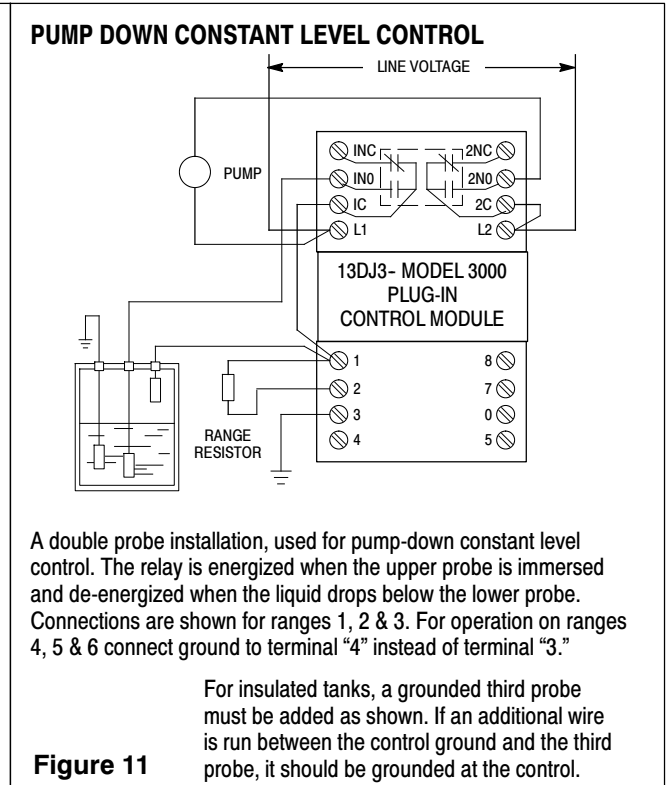 PUMP DOWN CONSTANT LEVEL CONTROL
LINE VOLTAGE
PUMP
INC
2NC
IN0
2N0
IC
2C
L1
L2
13DJ3- MODEL 3000
PLUG-IN
CONTROL MODULE
1
8
2
7
3
0
4
5
RANGE
RESISTOR
A double probe installation, used for pump-down constant level
control. The relay is energized when the upper probe is immersed
and de-energized when the liquid drops below the lower probe.
Connections are shown for ranges 1, 2 & 3. For operation on ranges
4, 5 & 6 connect ground to terminal “4” instead of terminal “3.”
For insulated tanks, a grounded third probe
must be added as shown. If an additional wire
is run between the control ground and the third
probe, it should be grounded at the control.
Figure 11